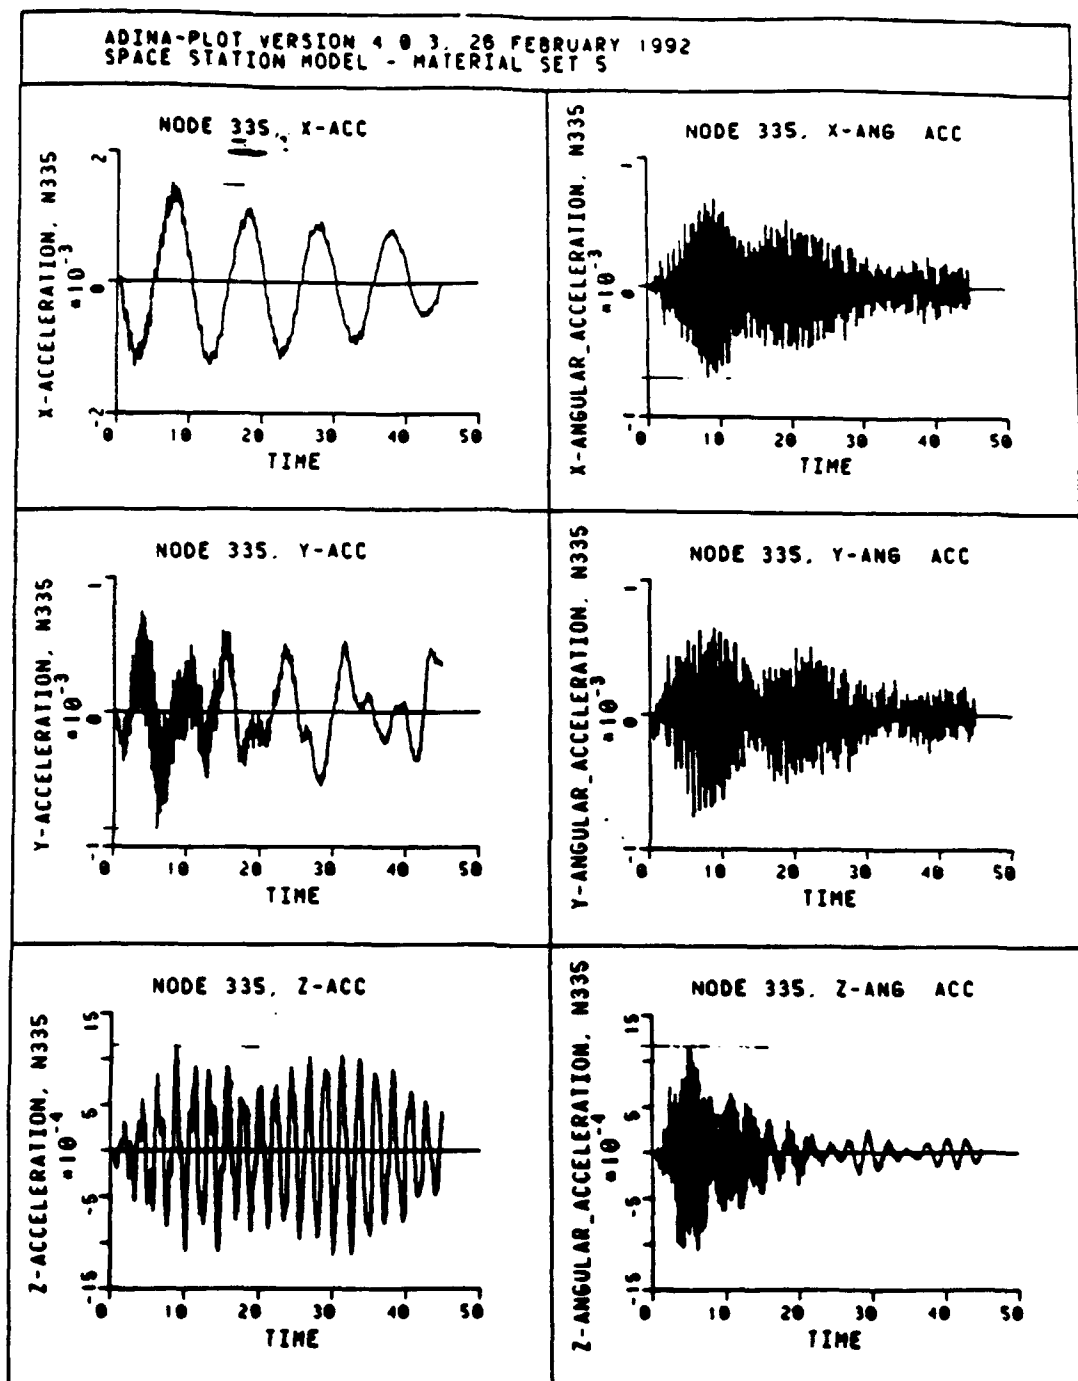 ADINA-PLOT VERSION 4.0.3, 26 FEBRUARY 1992
SPACE STATION MODEL - MATERIAL SET 5
NODE 335, X-ACC
X-ACCELERATION, N335
*10^-3
2
0
-2
0 10 20 30 40 50
TIME
NODE 335, X-ANG ACC
X-ANGULAR_ACCELERATION, N335
*10^-3
1
0
-1
0 10 20 30 40 50
TIME
NODE 335, Y-ACC
Y-ACCELERATION, N335
*10^-3
1
0
-1
0 10 20 30 40 50
TIME
NODE 335, Y-ANG ACC
Y-ANGULAR_ACCELERATION, N335
*10^-3
1
0
-1
0 10 20 30 40 50
TIME
NODE 335, Z-ACC
Z-ACCELERATION, N335
*10^-4
15
5
-5
-15
0 10 20 30 40 50
TIME
NODE 335, Z-ANG ACC
Z-ANGULAR_ACCELERATION, N335
*10^-4
15
5
-5
-15
0 10 20 30 40 50
TIME